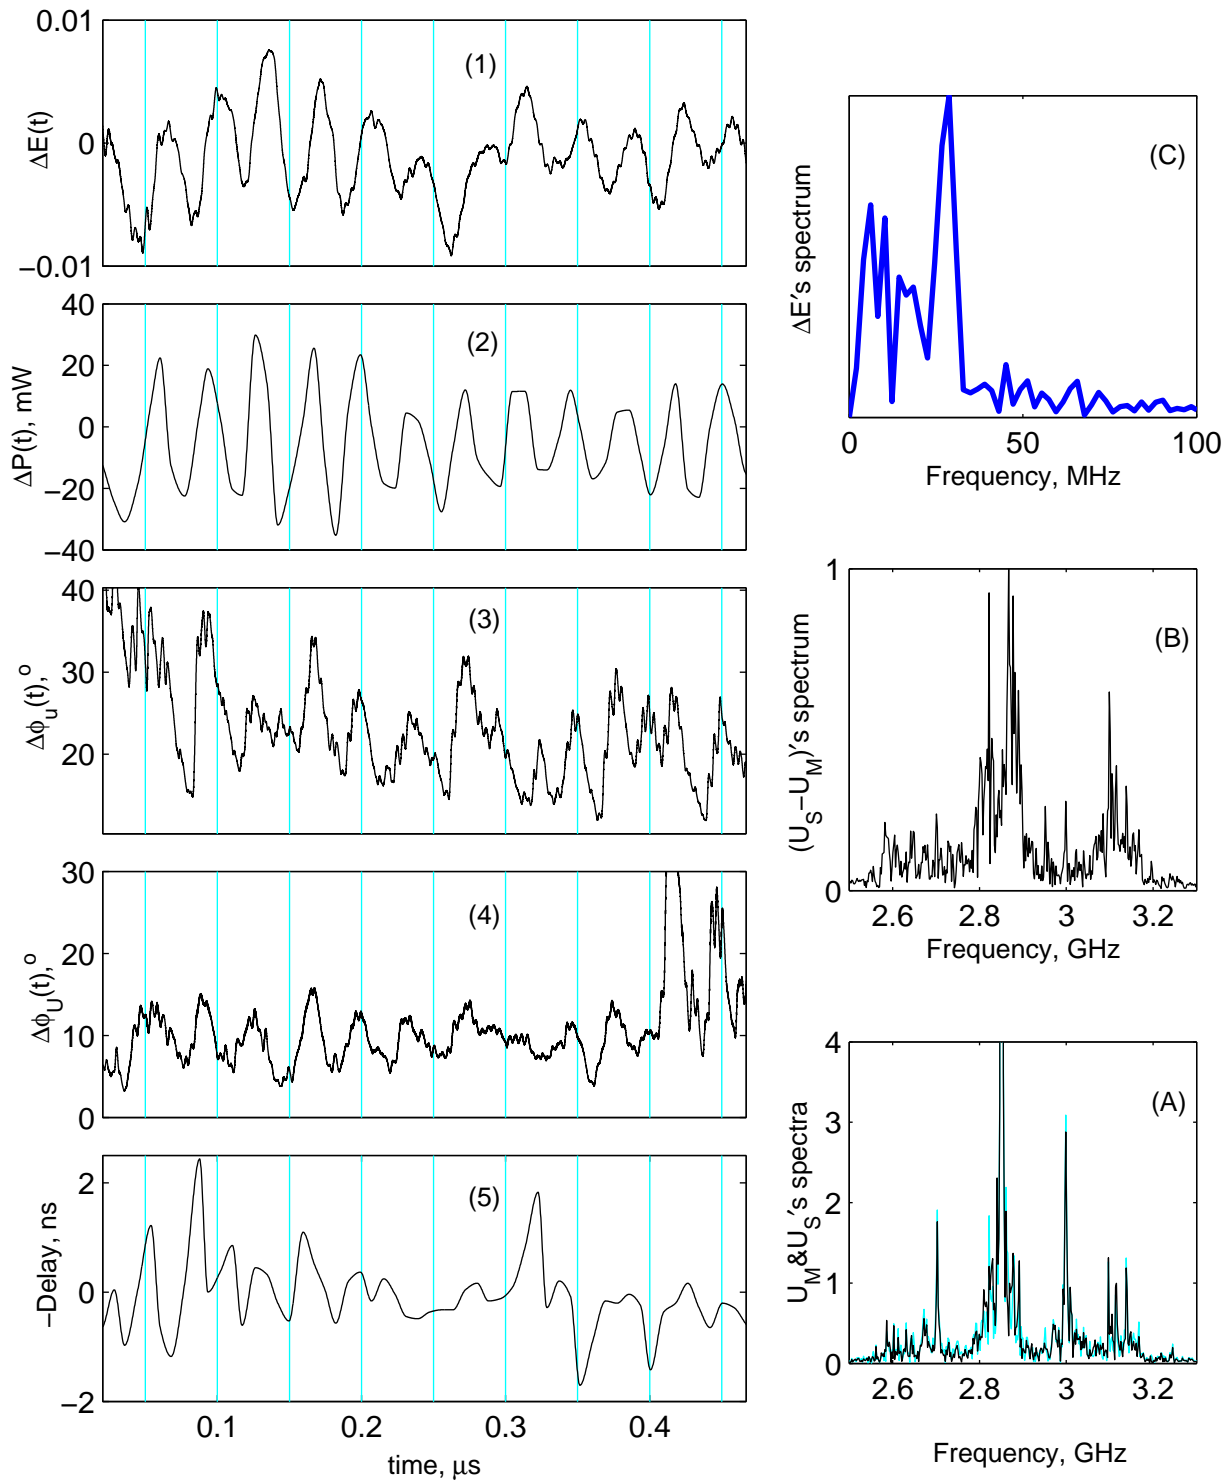 0.01
0
−0.01
ΔE(t)
(1)
40
20
0
−20
−40
ΔP(t), mW
(2)
40
30
20
Δϕu(t),o
(3)
30
20
10
0
ΔϕU(t),o
(4)
2
0
−2
−Delay, ns
(5)
0.1 0.2 0.3 0.4
time, μs
ΔE′s spectrum
(C)
0 50 100
Frequency, MHz
1
0
(US−UM)′s spectrum
(B)
2.6 2.8 3 3.2
Frequency, GHz
4
3
2
1
0
UM&US′s spectra
(A)
2.6 2.8 3 3.2
Frequency, GHz